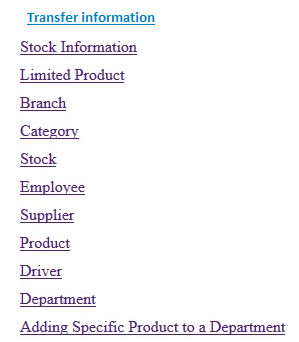 Transfer information
Stock Information
Limited Product
Branch
Category
Stock
Employee
Supplier
Product
Driver
Department
Adding Specific Product to a Department